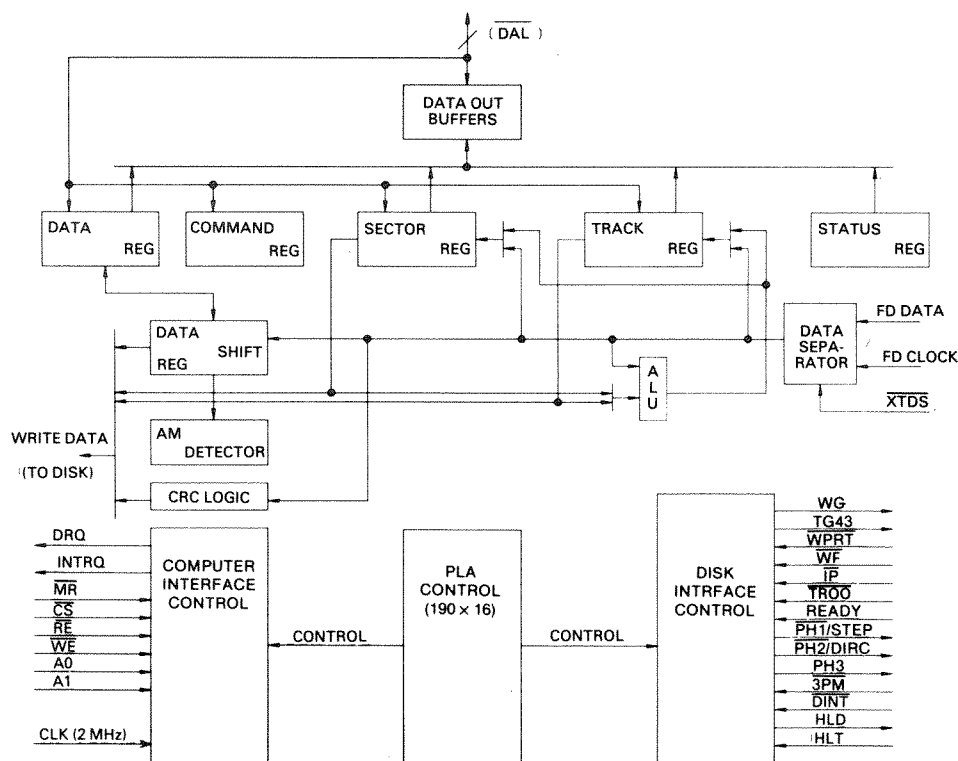 (DAL)
DATA OUT
BUFFERS
DATA
REG
COMMAND
REG
SECTOR
REG
TRACK
REG
STATUS
REG
DATA
SHIFT
REG
AM
DETECTOR
CRC LOGIC
A
L
U
DATA
SEPA-
RATOR
FD DATA
FD CLOCK
XTDS
WRITE DATA
(TO DISK)
DRQ
INTRQ
MR
CS
RE
WE
A0
A1
CLK (2 MHz)
COMPUTER
INTERFACE
CONTROL
CONTROL
PLA
CONTROL
(190 × 16)
CONTROL
DISK
INTRFACE
CONTROL
WG
TG43
WPRT
WF
IP
TROO
READY
PH1/STEP
PH2/DIRC
PH3
3PM
DINT
HLD
HLT